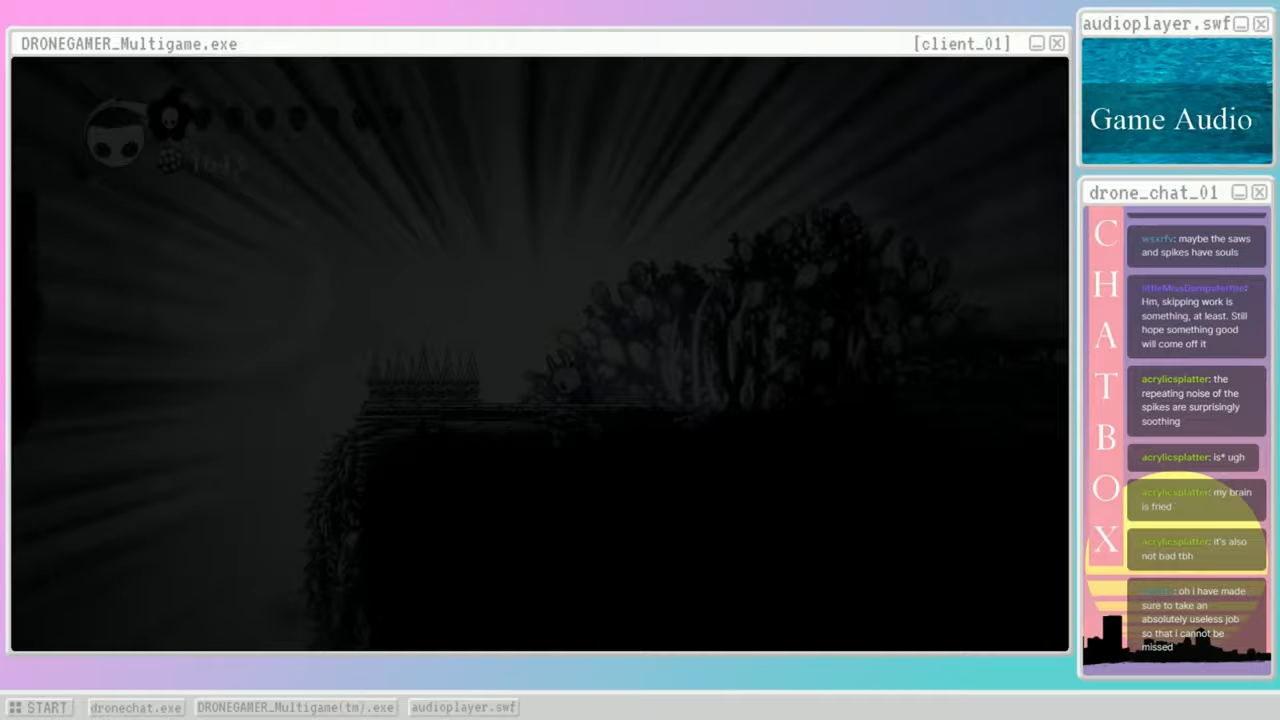 DRONEGAMER_Multigame.exe
[client_01]
audioplayer.swf
Game Audio
drone_chat_01
CHATBOX
wsxrfv: maybe the saws
and spikes have souls
littleMissDumpsterfire:
Hm, skipping work is
something, at least. Still
hope something good
will come off it
acrylicsplatter: the
repeating noise of the
spikes are surprisingly
soothing
acrylicsplatter: is* ugh
acrylicsplatter: my brain
is fried
acrylicsplatter: it's also
not bad tbh
: oh i have made
sure to take an
absolutely useless job
so that i cannot be
missed
START
dronechat.exe
DRONEGAMER_Multigame(tm).exe
audioplayer.swf